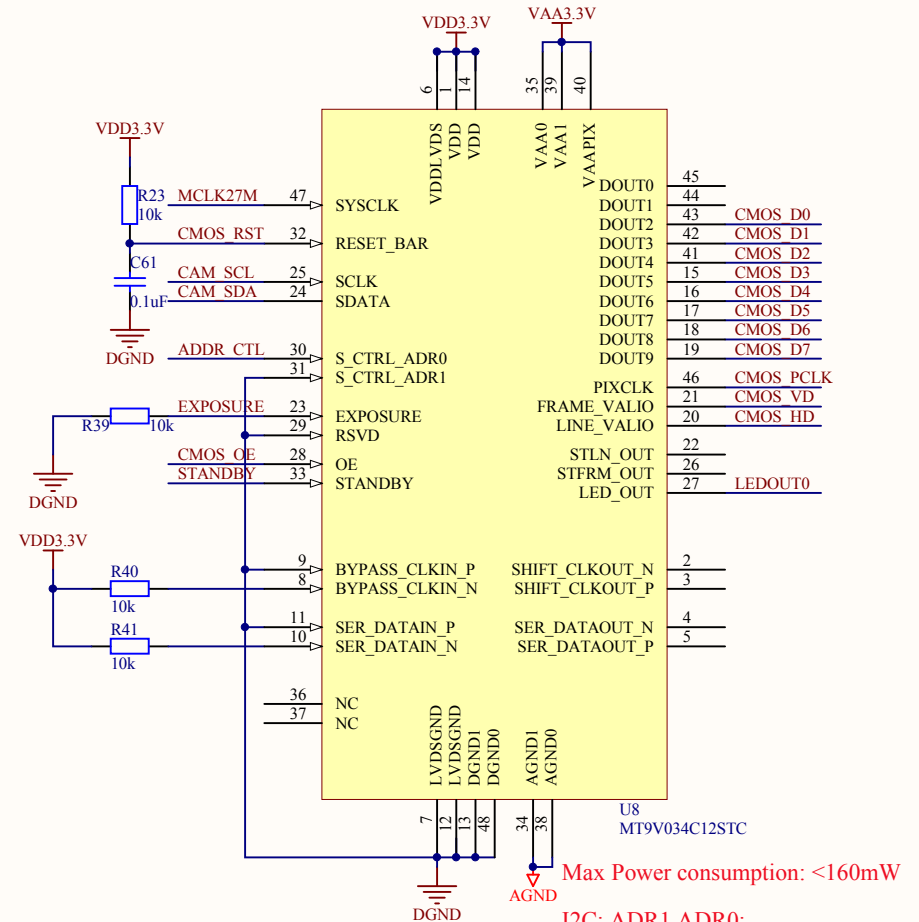 VDD3.3V
VAA3.3V
6
1
14
35
39
40
VDDLVDS
VDD
VDD
VAA0
VAA1
VAAPIX
VDD3.3V
R23
10k
C61
0.1uF
DGND
MCLK27M
47
SYSCLK
CMOS_RST
32
RESET_BAR
CAM_SCL
25
SCLK
CAM_SDA
24
SDATA
ADDR_CTL
30
S_CTRL_ADR0
31
S_CTRL_ADR1
R39
10k
DGND
EXPOSURE
23
EXPOSURE
29
RSVD
CMOS_OE
28
OE
STANDBY
33
STANDBY
VDD3.3V
R40
10k
R41
10k
9
BYPASS_CLKIN_P
8
BYPASS_CLKIN_N
11
SER_DATAIN_P
10
SER_DATAIN_N
36
NC
37
NC
DOUT0
45
DOUT1
44
DOUT2
43
CMOS_D0
DOUT3
42
CMOS_D1
DOUT4
41
CMOS_D2
DOUT5
15
CMOS_D3
DOUT6
16
CMOS_D4
DOUT7
17
CMOS_D5
DOUT8
18
CMOS_D6
DOUT9
19
CMOS_D7
PIXCLK
46
CMOS_PCLK
FRAME_VALIO
21
CMOS_VD
LINE_VALIO
20
CMOS_HD
STLN_OUT
22
STFRM_OUT
26
LED_OUT
27
LEDOUT0
SHIFT_CLKOUT_N
2
SHIFT_CLKOUT_P
3
SER_DATAOUT_N
4
SER_DATAOUT_P
5
LVDSGND
LVDSGND
DGND1
DGND0
AGND1
AGND0
7
12
13
48
34
38
U8
MT9V034C12STC
DGND
AGND
Max Power consumption: <160mW
I2C: ADR1 ADR0: